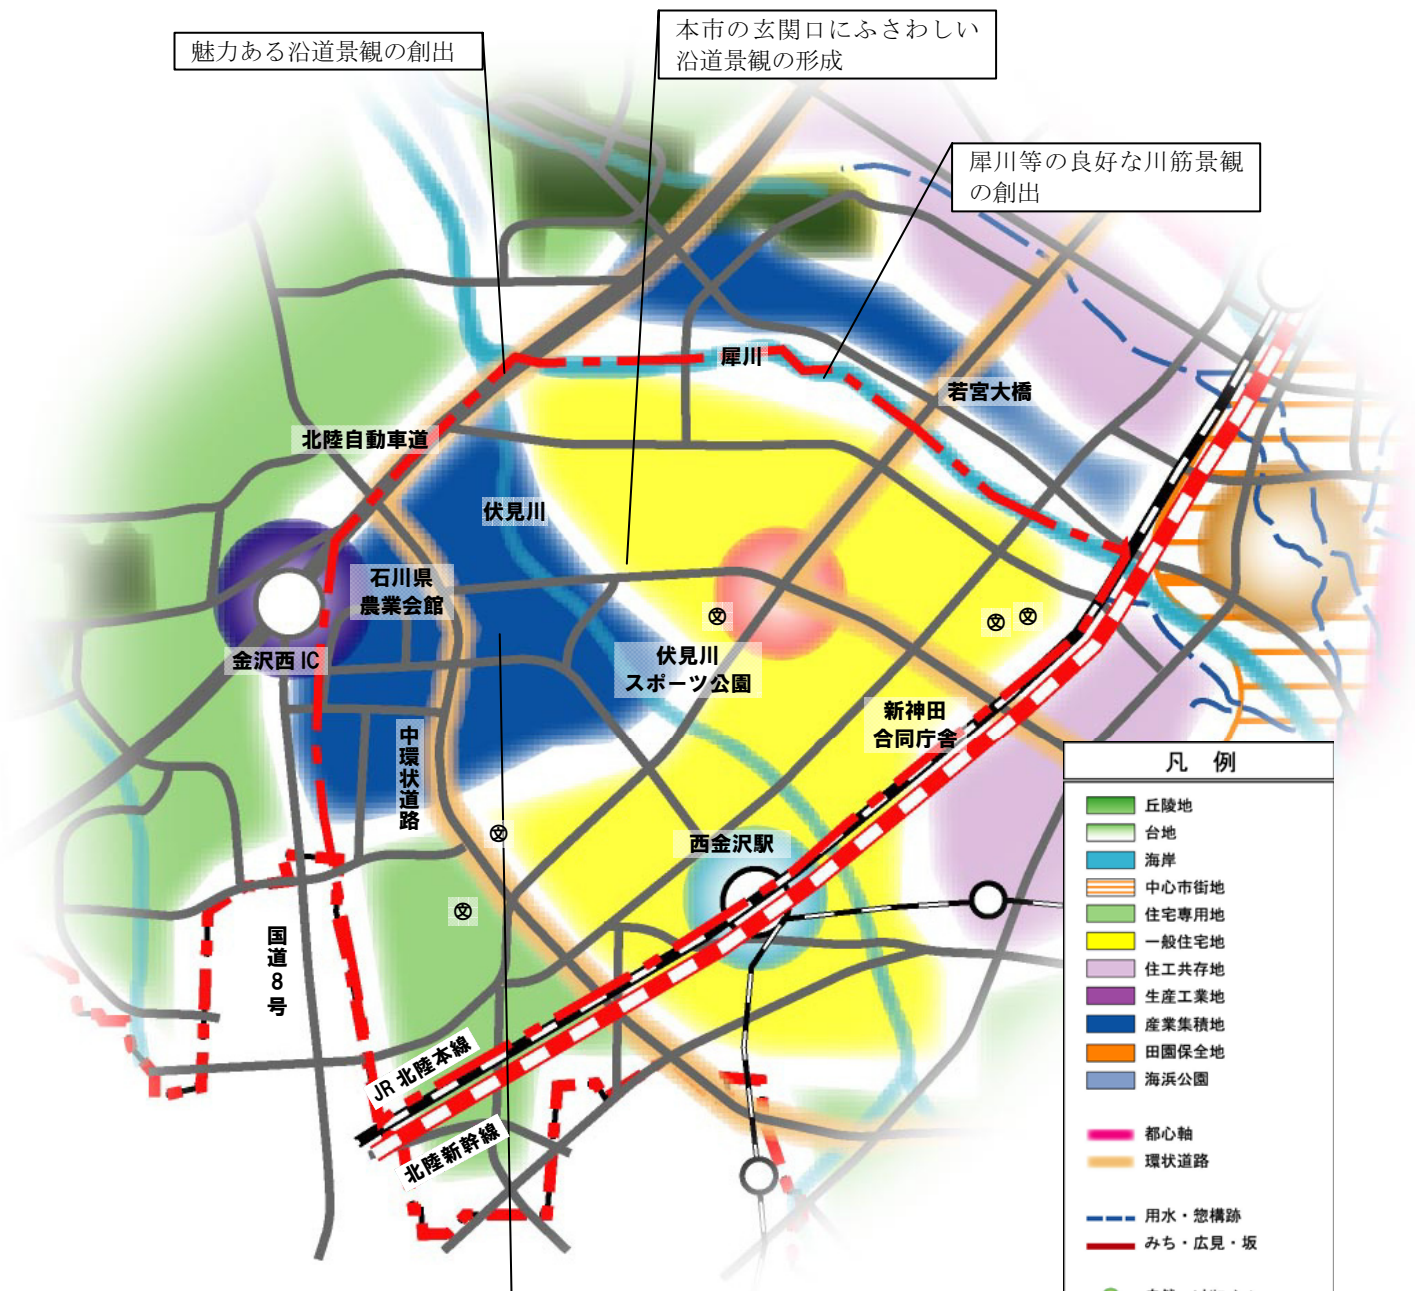 魅力ある沿道景観の創出
本市の玄関口にふさわしい
沿道景観の形成
犀川等の良好な川筋景観
の創出
犀川
若宮大橋
北陸自動車道
伏見川
石川県
農業会館
金沢西IC
伏見川
スポーツ公園
新神田
合同庁舎
中環状道路
西金沢駅
国道8号
JR北陸本線
北陸新幹線
凡例
丘陵地
台地
海岸
中心市街地
住宅専用地
一般住宅地
住工共存地
生産工業地
産業集積地
田園保全地
海浜公園
都心軸
環状道路
用水・惣構跡
みち・広見・坂